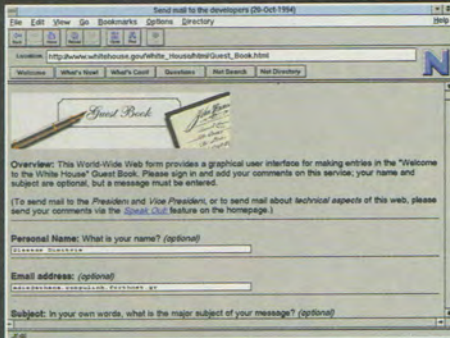 Send mail to the developers (20-Oct-1994)
File Edit View Go Bookmarks Options Directory Help
Location: http://www.whitehouse.gov/White_House/html/Guest_Book.html
Welcome What's New! What's Cool! Questions Net Search Net Directory
N
Guest Book
Overview: This World-Wide Web form provides a graphical user interface for making entries in the "Welcome
to the White House" Guest Book. Please sign in and add your comments on this service; your name and
subject are optional, but a message must be entered.
(To send mail to the President and Vice President, or to send mail about technical aspects of this web, please
send your comments via the Speak Out! feature on the homepage.)
Personal Name: What is your name? (optional)
Email address: (optional)
Subject: In your own words, what is the major subject of your message? (optional)